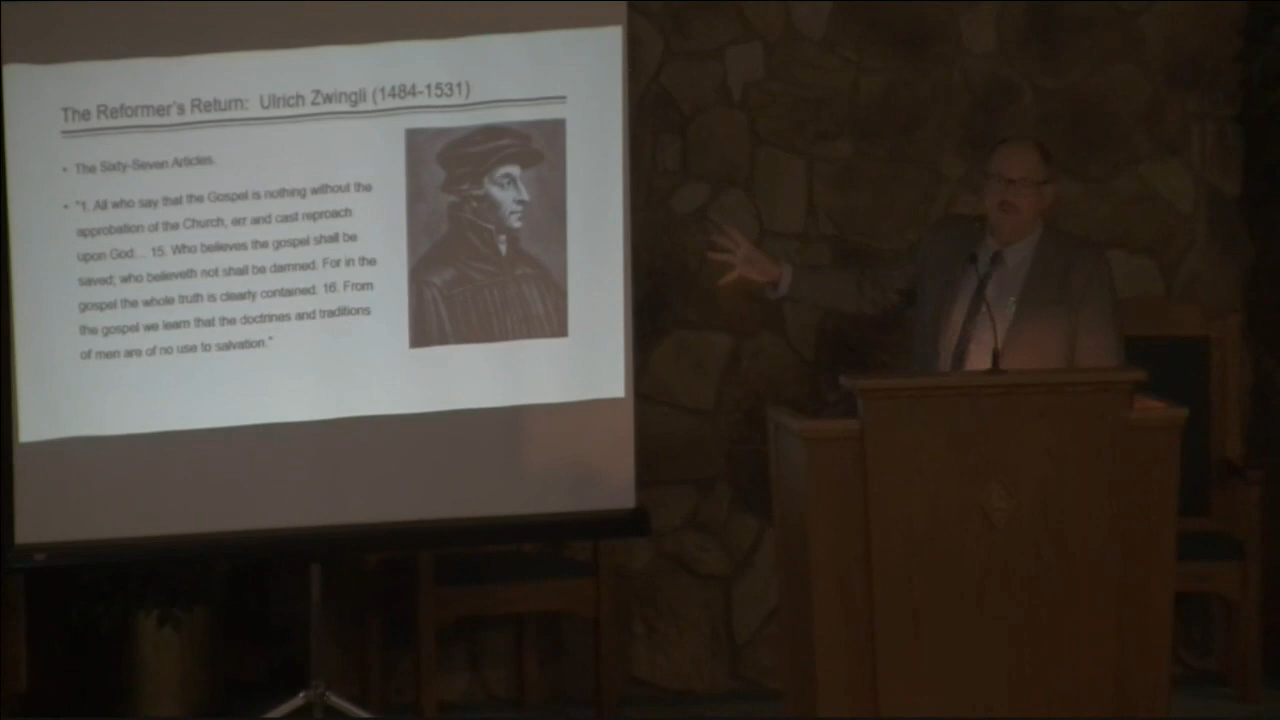 The Reformer's Return: Ulrich Zwingli (1484-1531)
• The Sixty-Seven Articles.
• "1. All who say that the Gospel is nothing without the
approbation of the Church, err and cast reproach
upon God... 15. Who believes the gospel shall be
saved; who believeth not shall be damned. For in the
gospel the whole truth is clearly contained. 16. From
the gospel we learn that the doctrines and traditions
of men are of no use to salvation."